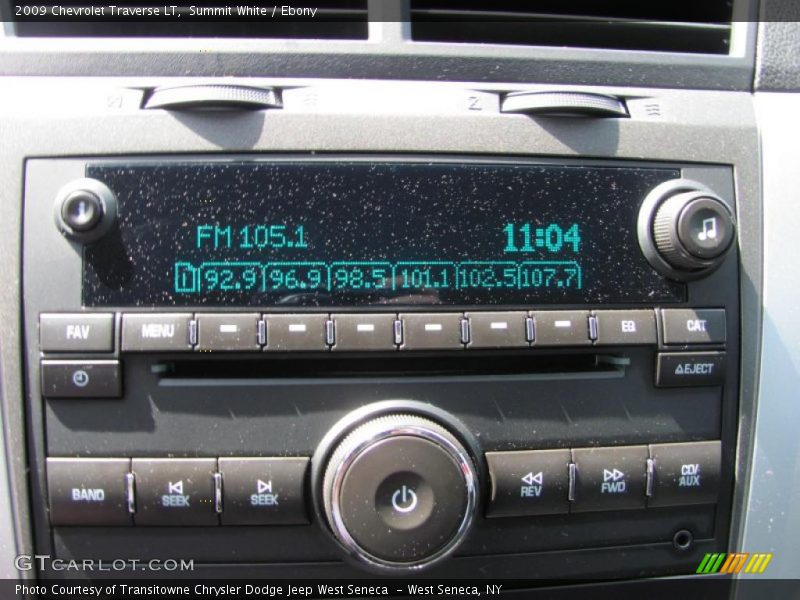 2009 Chevrolet Traverse LT, Summit White / Ebony
FM 105.1 11:04
1 92.9 96.9 98.5 101.1 102.5 107.7
FAV MENU EQ CAT
EJECT
BAND SEEK SEEK REV FWD CD/AUX
GTCARLOT.COM
Photo Courtesy of Transitowne Chrysler Dodge Jeep West Seneca - West Seneca, NY